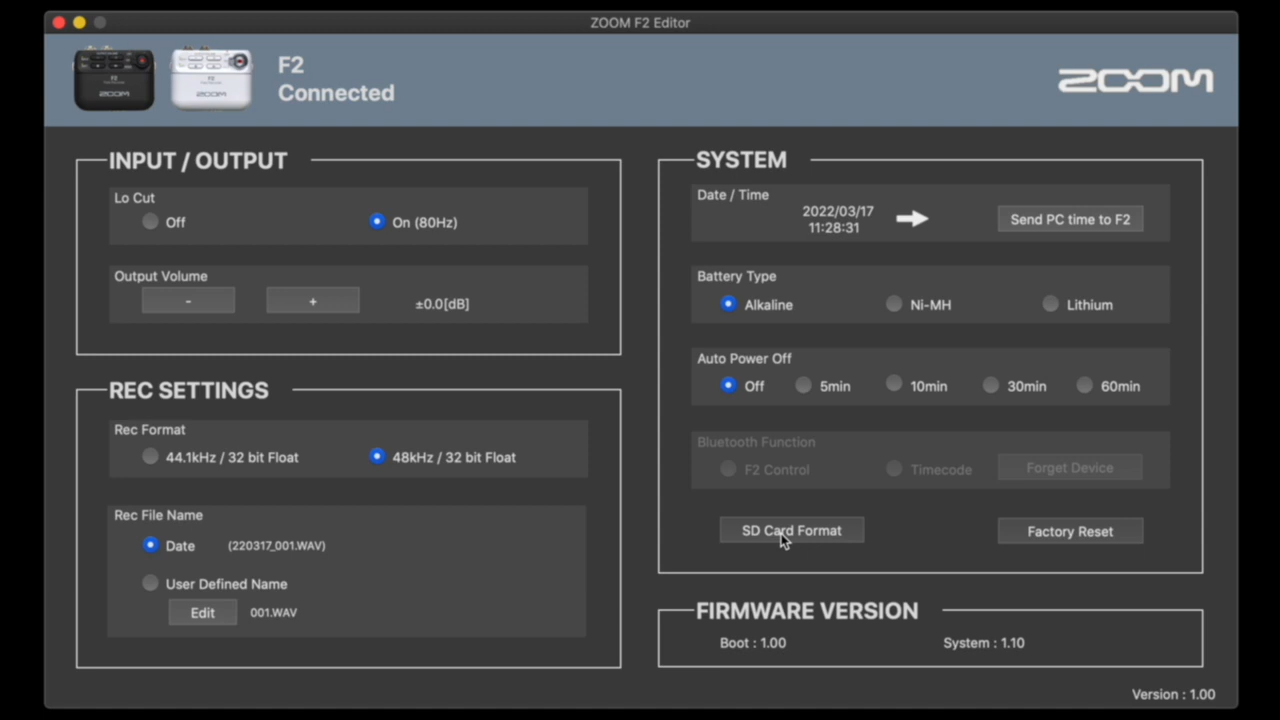 ZOOM F2 Editor
F2
Connected
ZOOM
INPUT / OUTPUT
Lo Cut
Off
On (80Hz)
Output Volume
-
+
±0.0[dB]
REC SETTINGS
Rec Format
44.1kHz / 32 bit Float
48kHz / 32 bit Float
Rec File Name
Date
(220317_001.WAV)
User Defined Name
Edit
001.WAV
SYSTEM
Date / Time
2022/03/17
11:28:31
Send PC time to F2
Battery Type
Alkaline
Ni-MH
Lithium
Auto Power Off
Off
5min
10min
30min
60min
Bluetooth Function
F2 Control
Timecode
Forget Device
SD Card Format
Factory Reset
FIRMWARE VERSION
Boot : 1.00
System : 1.10
Version : 1.00